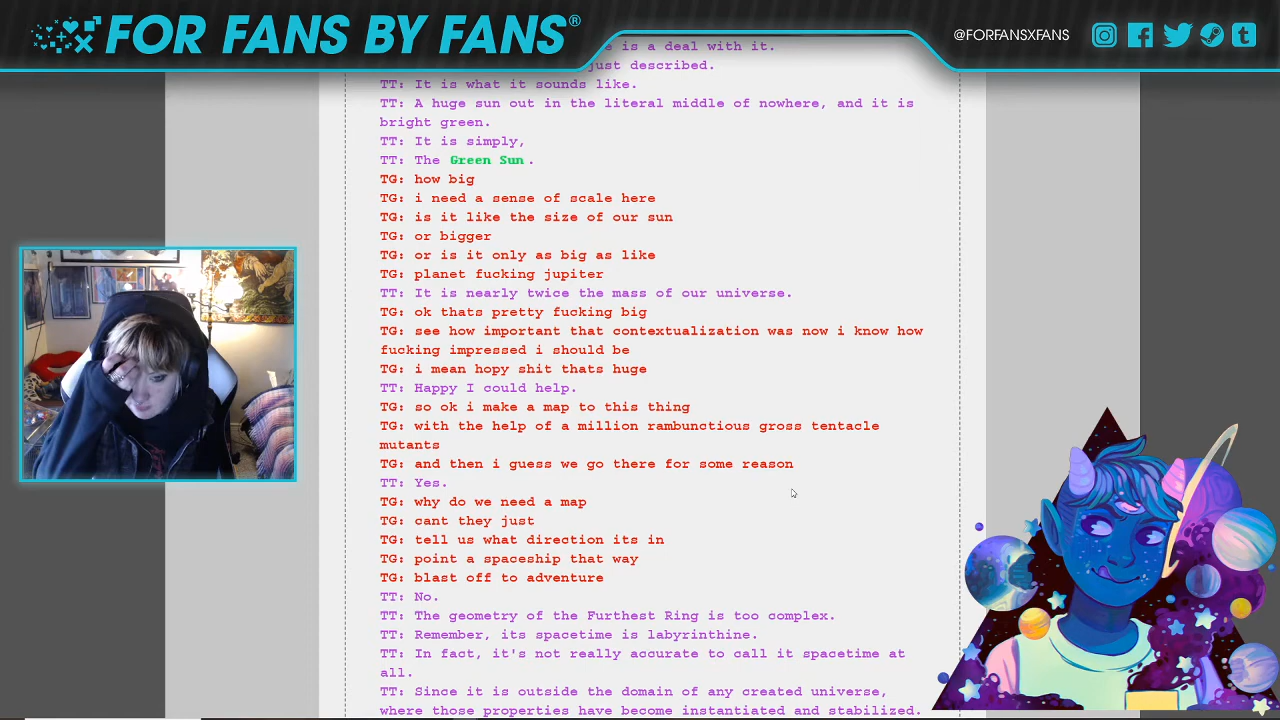 FOR FANS BY FANS®
@FORFANSXFANS
e is a deal with it.
just described.
TT: It is what it sounds like.
TT: A huge sun out in the literal middle of nowhere, and it is
bright green.
TT: It is simply,
TT: The Green Sun.
TG: how big
TG: i need a sense of scale here
TG: is it like the size of our sun
TG: or bigger
TG: or is it only as big as like
TG: planet fucking jupiter
TT: It is nearly twice the mass of our universe.
TG: ok thats pretty fucking big
TG: see how important that contextualization was now i know how
fucking impressed i should be
TG: i mean hopy shit thats huge
TT: Happy I could help.
TG: so ok i make a map to this thing
TG: with the help of a million rambunctious gross tentacle
mutants
TG: and then i guess we go there for some reason
TT: Yes.
TG: why do we need a map
TG: cant they just
TG: tell us what direction its in
TG: point a spaceship that way
TG: blast off to adventure
TT: No.
TT: The geometry of the Furthest Ring is too complex.
TT: Remember, its spacetime is labyrinthine.
TT: In fact, it's not really accurate to call it spacetime at
all.
TT: Since it is outside the domain of any created universe,
where those properties have become instantiated and stabilized.